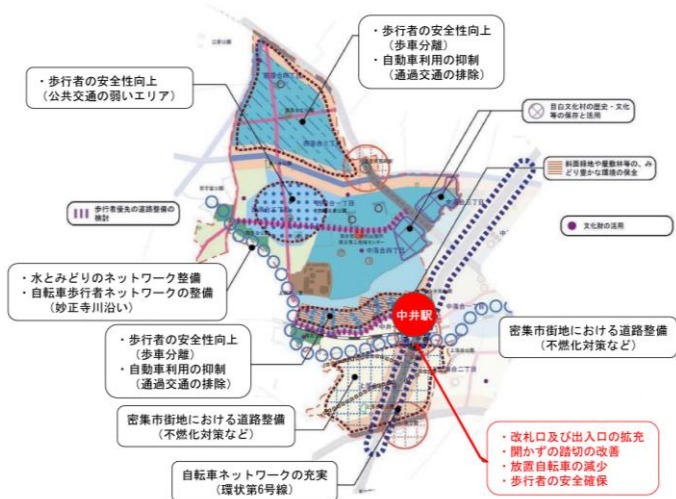 ・歩行者の安全性向上
（歩車分離）
・自動車利用の抑制
（通過交通の排除）
・歩行者の安全性向上
（公共交通の弱いエリア）
目白文化村の歴史・文化
等の保存と活用
斜面緑地や屋敷林等の、み
どり豊かな環境の保全
歩行者優先の道路整備の
検討
文化財の活用
・水とみどりのネットワーク整備
・自転車歩行者ネットワークの整備
（妙正寺川沿い）
中井駅
密集市街地における道路整備
（不燃化対策など）
・歩行者の安全性向上
（歩車分離）
・自動車利用の抑制
（通過交通の排除）
密集市街地における道路整備
（不燃化対策など）
自転車ネットワークの充実
（環状第6号線）
・改札口及び出入口の拡充
・開かずの踏切の改善
・放置自転車の減少
・歩行者の安全確保
中落合四丁目
中落合一丁目